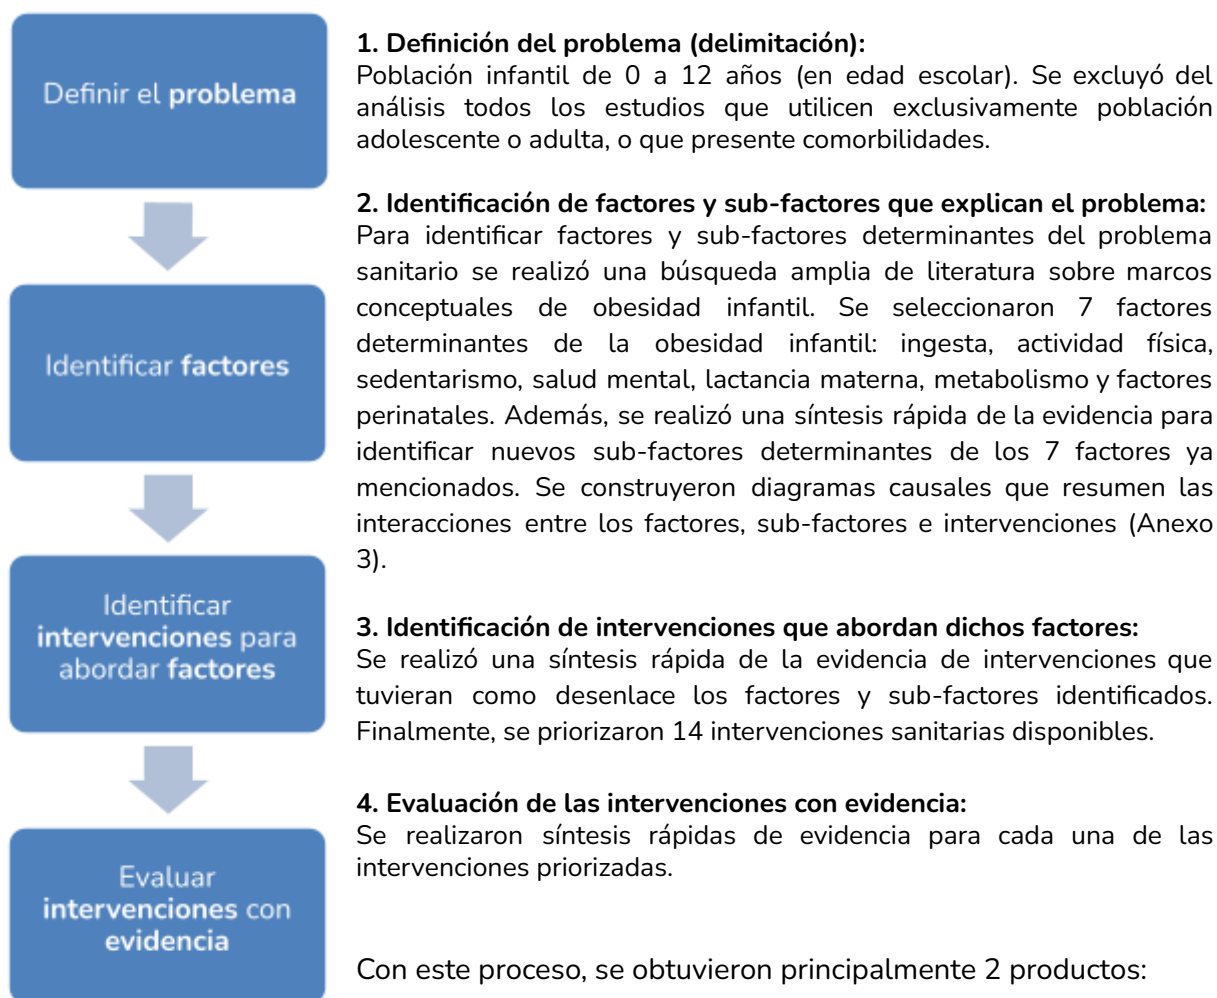 Definir el problema
1. Definición del problema (delimitación):
Población infantil de 0 a 12 años (en edad escolar). Se excluyó del
análisis todos los estudios que utilicen exclusivamente población
adolescente o adulta, o que presente comorbilidades.
Identificar factores
2. Identificación de factores y sub-factores que explican el problema:
Para identificar factores y sub-factores determinantes del problema
sanitario se realizó una búsqueda amplia de literatura sobre marcos
conceptuales de obesidad infantil. Se seleccionaron 7 factores
determinantes de la obesidad infantil: ingesta, actividad física,
sedentarismo, salud mental, lactancia materna, metabolismo y factores
perinatales. Además, se realizó una síntesis rápida de la evidencia para
identificar nuevos sub-factores determinantes de los 7 factores ya
mencionados. Se construyeron diagramas causales que resumen las
interacciones entre los factores, sub-factores e intervenciones (Anexo
3).
Identificar
intervenciones para
abordar factores
3. Identificación de intervenciones que abordan dichos factores:
Se realizó una síntesis rápida de la evidencia de intervenciones que
tuvieran como desenlace los factores y sub-factores identificados.
Finalmente, se priorizaron 14 intervenciones sanitarias disponibles.
Evaluar
intervenciones con
evidencia
4. Evaluación de las intervenciones con evidencia:
Se realizaron síntesis rápidas de evidencia para cada una de las
intervenciones priorizadas.
Con este proceso, se obtuvieron principalmente 2 productos: